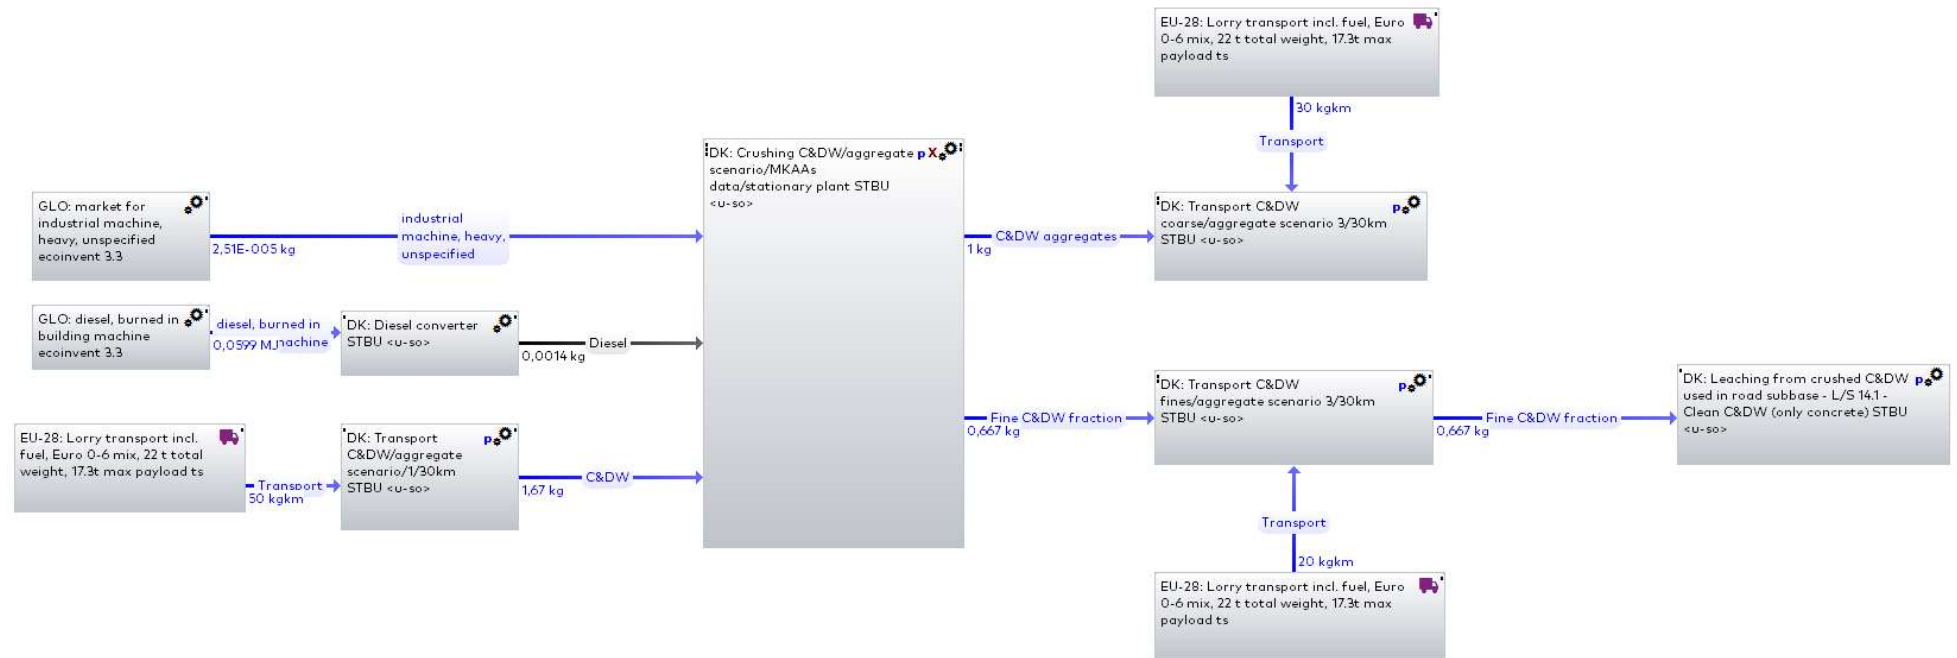 EU-28: Lorry transport incl. fuel, Euro
0-6 mix, 22 t total weight, 17.3t max
payload ts
30 kgkm
Transport
DK: Crushing C&DW/aggregate p X
scenario/MKAAs
data/stationary plant STBU
<u-so>
GLO: market for
industrial machine,
heavy, unspecified
ecoinvent 3.3
2,51E-005 kg
industrial
machine, heavy,
unspecified
C&DW aggregates
1 kg
DK: Transport C&DW p
coarse/aggregate scenario 3/30km
STBU <u-so>
GLO: diesel, burned in
building machine
ecoinvent 3.3
diesel, burned in
machine
0,0599 MJ
DK: Diesel converter
STBU <u-so>
Diesel
0,0014 kg
EU-28: Lorry transport incl.
fuel, Euro 0-6 mix, 22 t total
weight, 17.3t max payload ts
Transport
50 kgkm
DK: Transport p
C&DW/aggregate
scenario/1/30km
STBU <u-so>
C&DW
1,67 kg
Fine C&DW fraction
0,667 kg
DK: Transport C&DW p
fines/aggregate scenario 3/30km
STBU <u-so>
Fine C&DW fraction
0,667 kg
DK: Leaching from crushed C&DW p
used in road subbase - L/S 14.1 -
Clean C&DW (only concrete) STBU
<u-so>
Transport
20 kgkm
EU-28: Lorry transport incl. fuel, Euro
0-6 mix, 22 t total weight, 17.3t max
payload ts